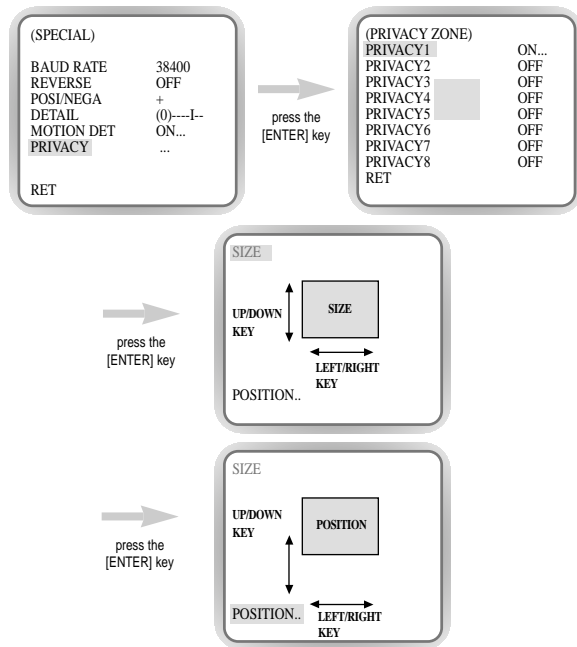 (SPECIAL)
BAUD RATE 38400
REVERSE OFF
POSI/NEGA +
DETAIL (0)----I--
MOTION DET ON...
PRIVACY ...
RET
press the
[ENTER] key
(PRIVACY ZONE)
PRIVACY1 ON...
PRIVACY2 OFF
PRIVACY3 OFF
PRIVACY4 OFF
PRIVACY5 OFF
PRIVACY6 OFF
PRIVACY7 OFF
PRIVACY8 OFF
RET
press the
[ENTER] key
SIZE
UP/DOWN
KEY
SIZE
LEFT/RIGHT
KEY
POSITION..
press the
[ENTER] key
SIZE
UP/DOWN
KEY
POSITION
POSITION..
LEFT/RIGHT
KEY